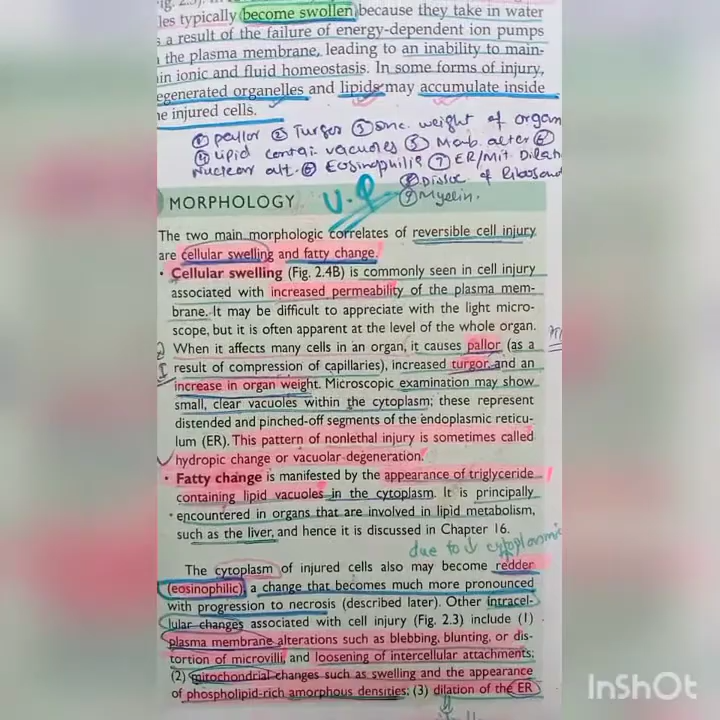 les typically become swollen because they take in water
s a result of the failure of energy-dependent ion pumps
the plasma membrane, leading to an inability to main-
in ionic and fluid homeostasis. In some forms of injury,
egenerated organelles and lipids may accumulate inside
e injured cells.
① pallor ② Turgor ③ Inc. weight of organ
④ Lipid contai. vacuoles ⑤ Memb. alter ⑥
Nuclear alt. Eosinophilia ⑦ ER/Mit. Dilat
⑧ Dissoc. of Ribosom
⑨ Myelin.
MORPHOLOGY
The two main morphologic correlates of reversible cell injury
are cellular swelling and fatty change.
• Cellular swelling (Fig. 2.4B) is commonly seen in cell injury
associated with increased permeability of the plasma mem-
brane. It may be difficult to appreciate with the light micro-
scope, but it is often apparent at the level of the whole organ.
When it affects many cells in an organ, it causes pallor (as a
result of compression of capillaries), increased turgor, and an
increase in organ weight. Microscopic examination may show
small, clear vacuoles within the cytoplasm; these represent
distended and pinched-off segments of the endoplasmic reticu-
lum (ER). This pattern of nonlethal injury is sometimes called
hydropic change or vacuolar degeneration.
• Fatty change is manifested by the appearance of triglyceride
containing lipid vacuoles in the cytoplasm. It is principally
encountered in organs that are involved in lipid metabolism,
such as the liver, and hence it is discussed in Chapter 16.
due to ↓ cytoplasmic
The cytoplasm of injured cells also may become redder
(eosinophilic), a change that becomes much more pronounced
with progression to necrosis (described later). Other intracel-
lular changes associated with cell injury (Fig. 2.3) include (1)
plasma membrane alterations such as blebbing, blunting, or dis-
tortion of microvilli, and loosening of intercellular attachments;
(2) mitochondrial changes such as swelling and the appearance
of phospholipid-rich amorphous densities; (3) dilation of the ER
InShOt